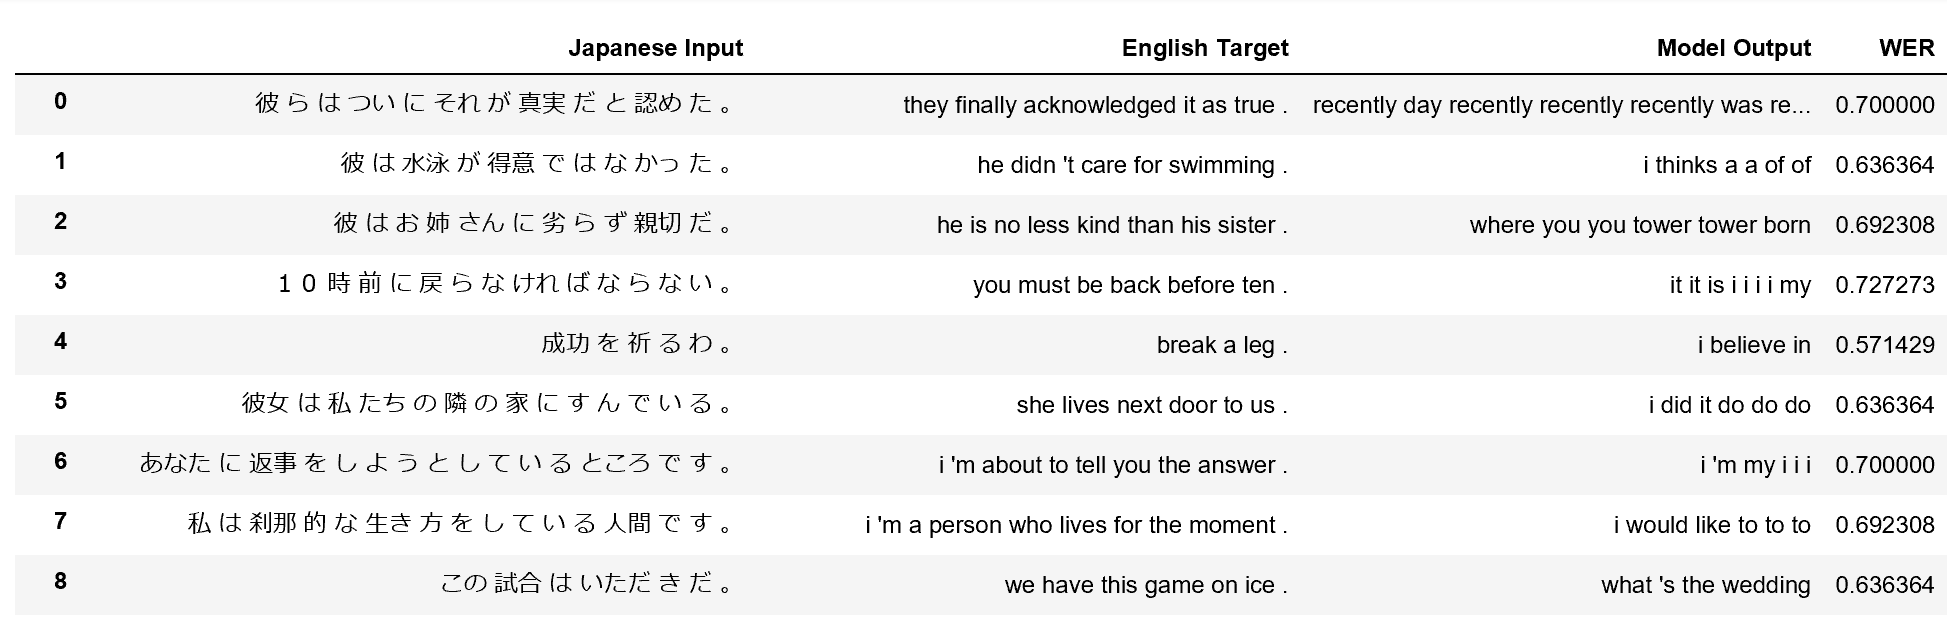 Japanese Input English Target Model Output WER
0 彼 ら は つい に それ が 真実 だ と 認め た 。 they finally acknowledged it as true . recently day recently recently recently was re... 0.700000
1 彼 は 水泳 が 得意 で は な かっ た 。 he didn 't care for swimming . i thinks a a of of 0.636364
2 彼 は お 姉 さん に 劣 ら ず 親切 だ 。 he is no less kind than his sister . where you you tower tower born 0.692308
3 １ ０ 時 前 に 戻 ら な けれ ば な ら な い 。 you must be back before ten . it it is i i i i my 0.727273
4 成功 を 祈 る わ 。 break a leg . i believe in 0.571429
5 彼女 は 私 たち の 隣 の 家 に す ん で い る 。 she lives next door to us . i did it do do do 0.636364
6 あなた に 返事 を し よ う と し て い る ところ で す 。 i 'm about to tell you the answer . i 'm my i i i 0.700000
7 私 は 刹那 的 な 生き 方 を し て い る 人間 で す 。 i 'm a person who lives for the moment . i would like to to to 0.692308
8 この 試合 は いただ き だ 。 we have this game on ice . what 's the wedding 0.636364